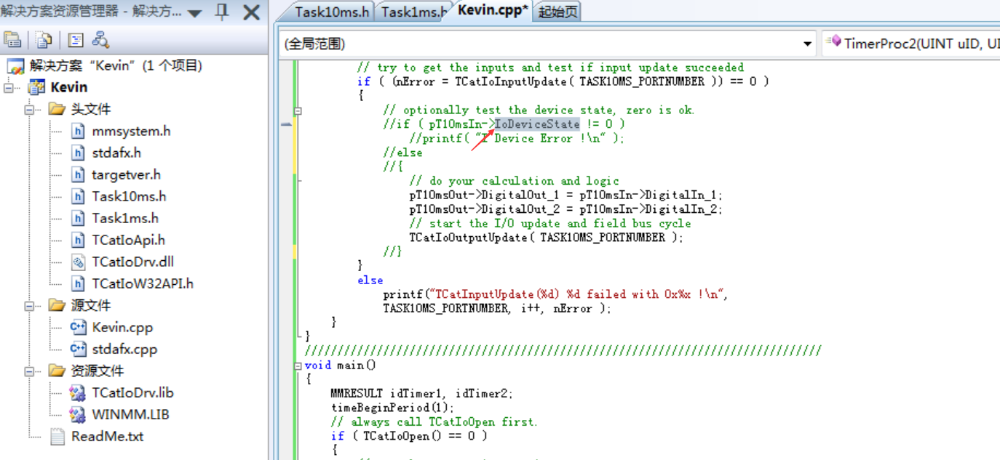 解决方案资源管理器 - 解决方...
解决方案 “Kevin” (1 个项目)
Kevin
头文件
mmsystem.h
stdafx.h
targetver.h
Task10ms.h
Task1ms.h
TCatIoApi.h
TCatIoDrv.dll
TCatIoW32API.h
源文件
Kevin.cpp
stdafx.cpp
资源文件
TCatIoDrv.lib
WINMM.LIB
ReadMe.txt
Task10ms.h Task1ms.h Kevin.cpp* 起始页
(全局范围) TimerProc2(UINT uID, UI
// try to get the inputs and test if input update succeeded
if ( (nError = TCatIoInputUpdate( TASK10MS_PORTNUMBER )) == 0 )
{
// optionally test the device state, zero is ok.
//if ( pT10msIn->IoDeviceState != 0 )
//printf( "I Device Error !\n" );
//else
//{
// do your calculation and logic
pT10msOut->DigitalOut_1 = pT10msIn->DigitalIn_1;
pT10msOut->DigitalOut_2 = pT10msIn->DigitalIn_2;
// start the I/O update and field bus cycle
TCatIoOutputUpdate( TASK10MS_PORTNUMBER );
//}
}
else
printf("TCatInputUpdate(%d) %d failed with 0x%x !\n",
TASK10MS_PORTNUMBER, i++, nError );
}
}
////////////////////////////////////////////////////////////////////////////////
void main()
{
MMRESULT idTimer1, idTimer2;
timeBeginPeriod(1);
// always call TCatIoOpen first.
if ( TCatIoOpen() == 0 )
{